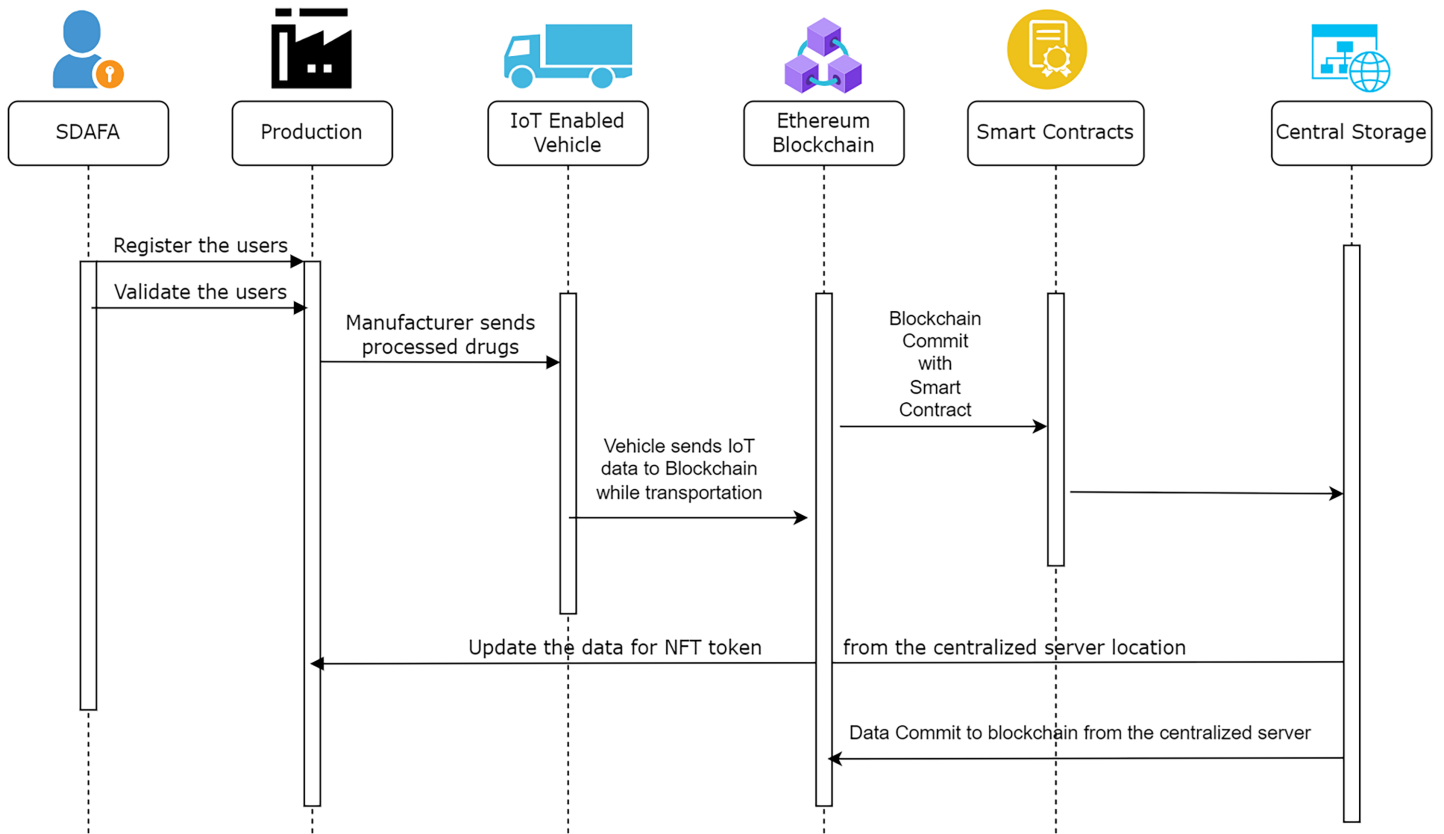 SDAFA
Production
IoT Enabled
Vehicle
Ethereum
Blockchain
Smart Contracts
Central Storage
Register the users
Validate the users
Manufacturer sends
processed drugs
Blockchain
Commit
with
Smart
Contract
Vehicle sends IoT
data to Blockchain
while transportation
Update the data for NFT token from the centralized server location
Data Commit to blockchain from the centralized server